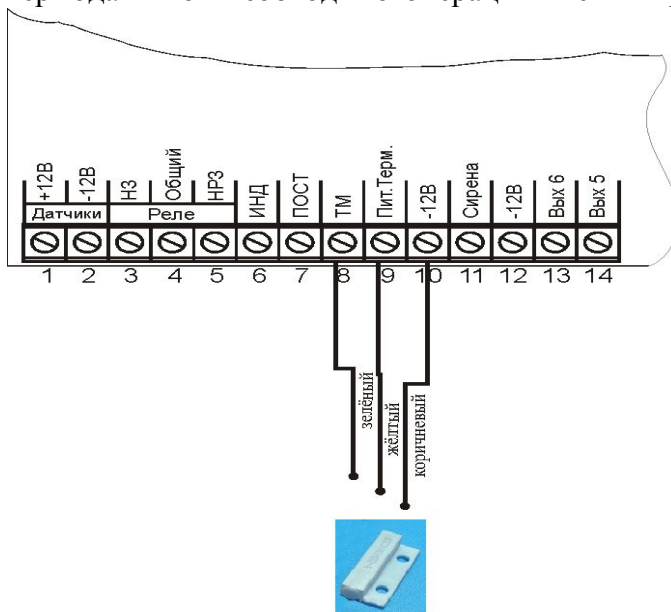 +12В
-12В
НЗ
Общий
НРЗ
ИНД
ПОСТ
ТМ
Пит.Терм.
-12В
Сирена
-12В
Вых 6
Вых 5
Датчики
Реле
1 2 3 4 5 6 7 8 9 10 11 12 13 14
зелёный
жёлтый
коричневый